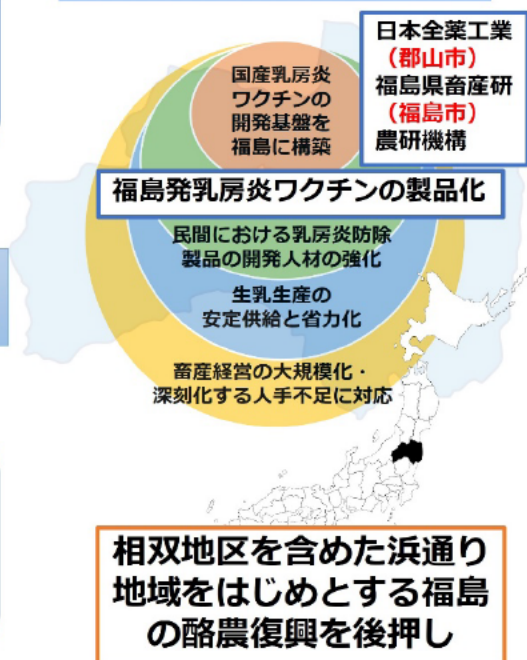 日本全薬工業
（郡山市）
福島県畜産研
（福島市）
農研機構
国産乳房炎
ワクチンの
開発基盤を
福島に構築
福島発乳房炎ワクチンの製品化
民間における乳房炎防除
製品の開発人材の強化
生乳生産の
安定供給と省力化
畜産経営の大規模化・
深刻化する人手不足に対応
相双地区を含めた浜通り
地域をはじめとする福島
の酪農復興を後押し